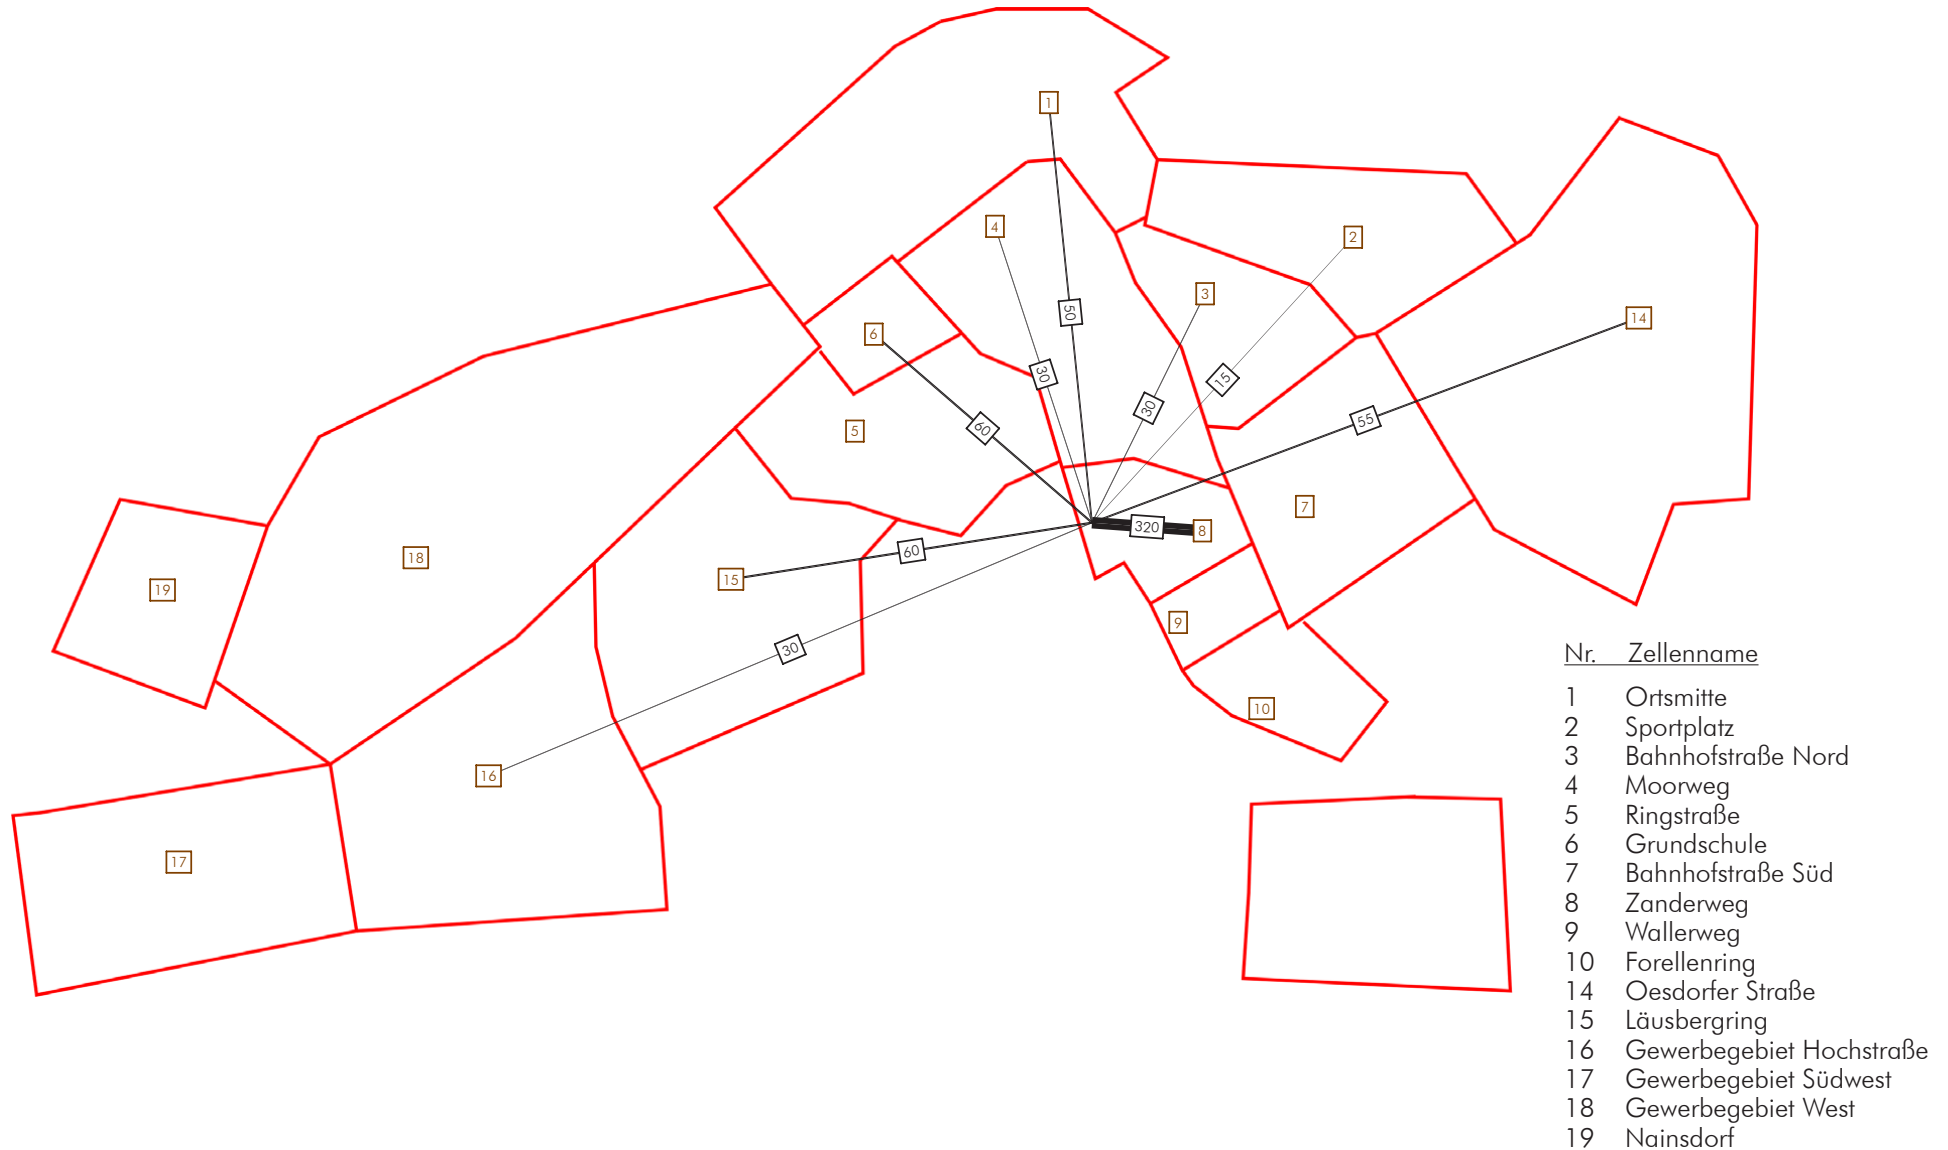 1
4
2
3
50
14
6
30
15
30
55
5
60
7
320
8
18
60
15
19
9
30
10
16
17
Nr. Zellenname
1 Ortsmitte
2 Sportplatz
3 Bahnhofstraße Nord
4 Moorweg
5 Ringstraße
6 Grundschule
7 Bahnhofstraße Süd
8 Zanderweg
9 Wallerweg
10 Forellenring
14 Oesdorfer Straße
15 Läusbergring
16 Gewerbegebiet Hochstraße
17 Gewerbegebiet Südwest
18 Gewerbegebiet West
19 Nainsdorf